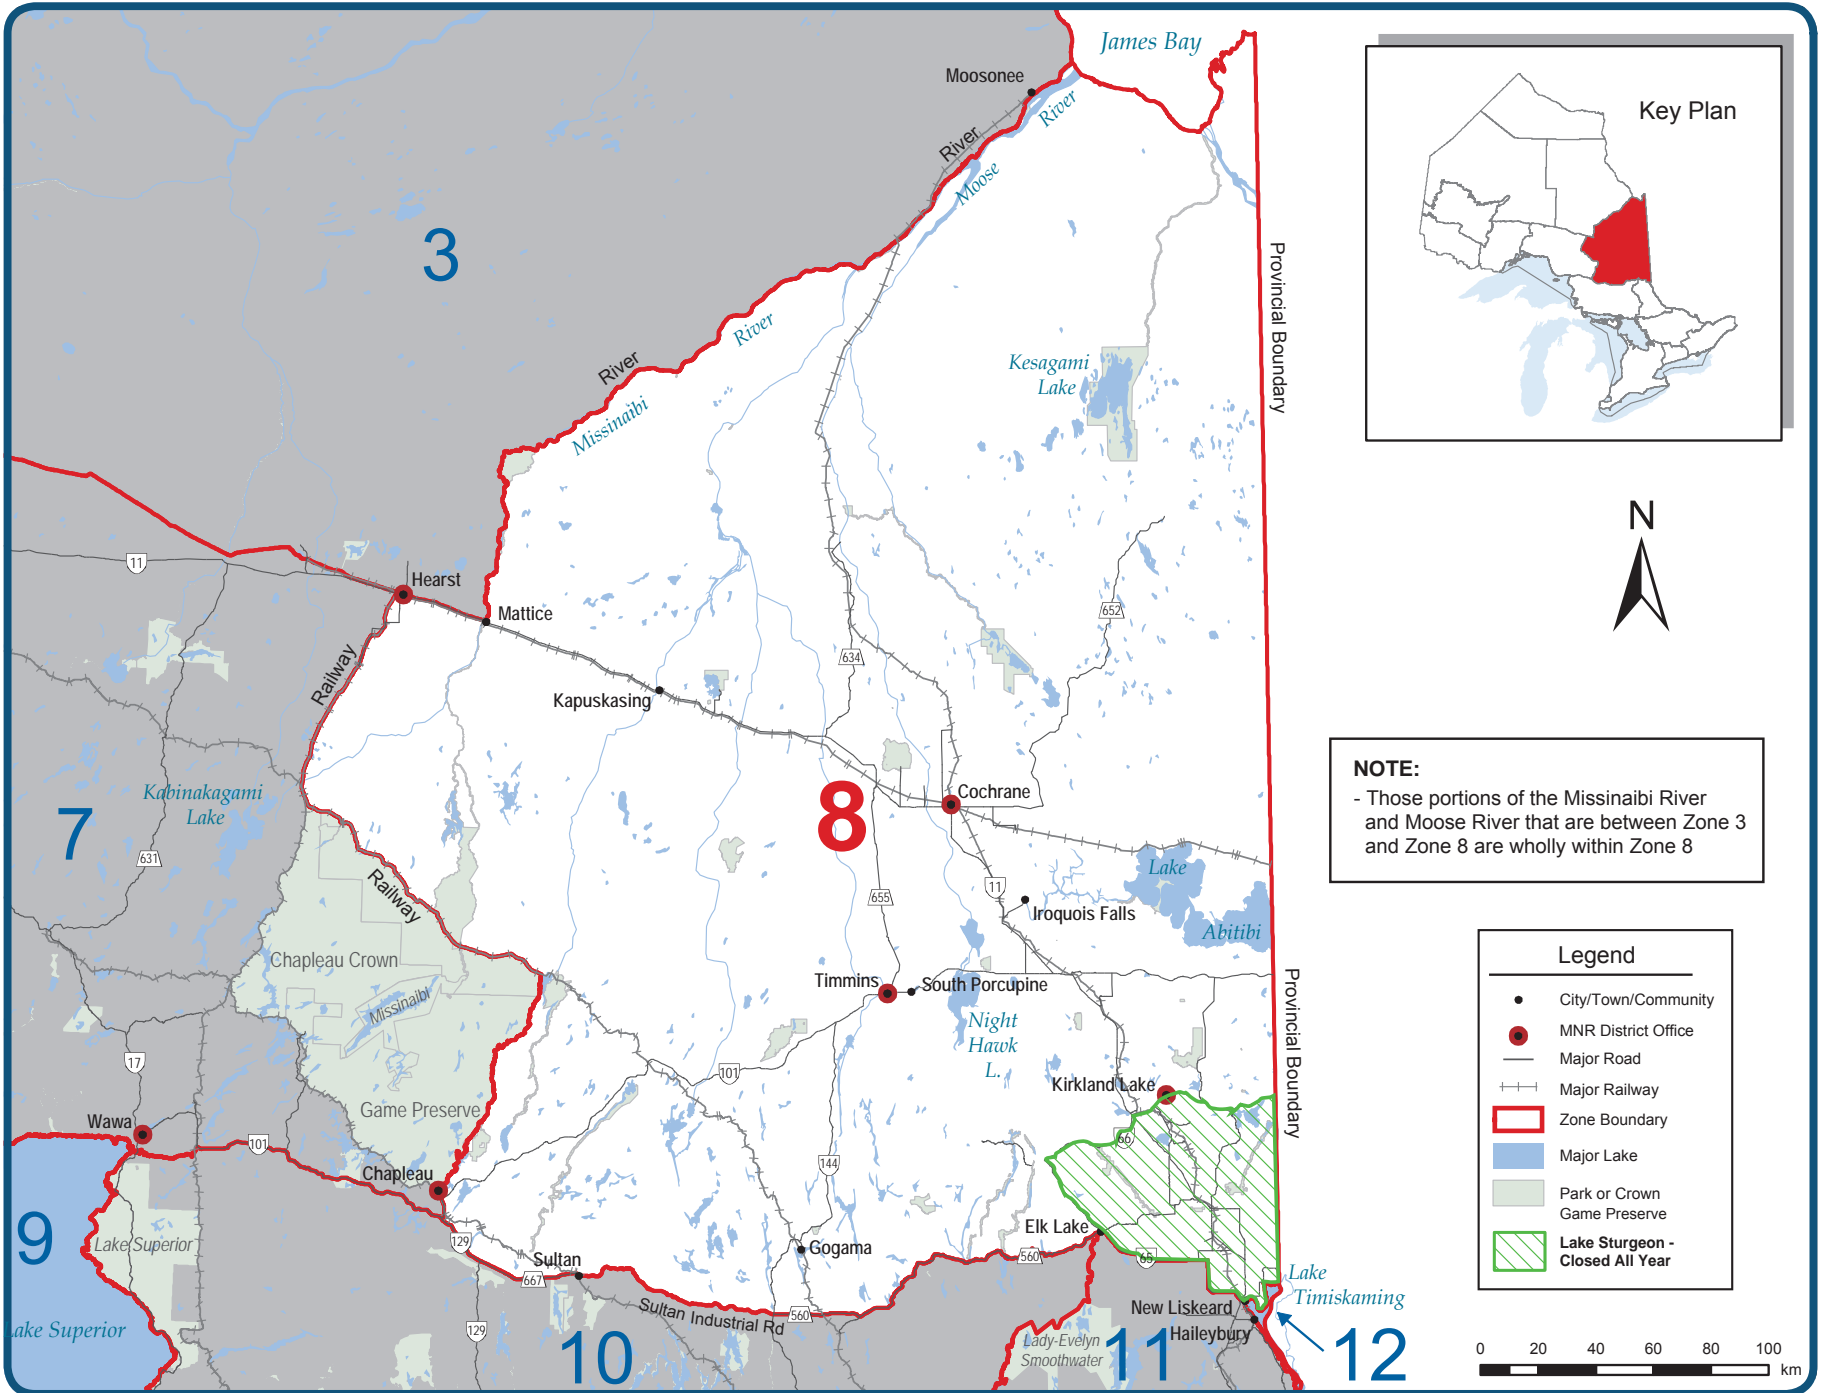 James Bay
Moosonee
River
River
Moose
Key Plan
3
Provincial Boundary
River
River
Missinaibi
Kesagami
Lake
N
11
Hearst
Mattice
652
634
Railway
Kapuskasing
NOTE:
- Those portions of the Missinaibi River
and Moose River that are between Zone 3
and Zone 8 are wholly within Zone 8
Kabinakagami
Lake
7
8
Cochrane
631
Railway
655
11
Lake
Abitibi
Iroquois Falls
Chapleau Crown
Missinaibi
Timmins
South Porcupine
Night
Hawk
L.
Provincial Boundary
Legend
City/Town/Community
MNR District Office
Major Road
Major Railway
Zone Boundary
Major Lake
Park or Crown
Game Preserve
Lake Sturgeon -
Closed All Year
17
101
Kirkland Lake
Game Preserve
Wawa
101
66
Chapleau
144
9
Lake Superior
129
Elk Lake
Gogama
560
65
Sultan
667
Lake
Timiskaming
Lake Superior
129
Sultan Industrial Rd
560
New Liskeard
Haileybury
10
Lady-Evelyn
Smoothwater
11
12
0 20 40 60 80 100
km